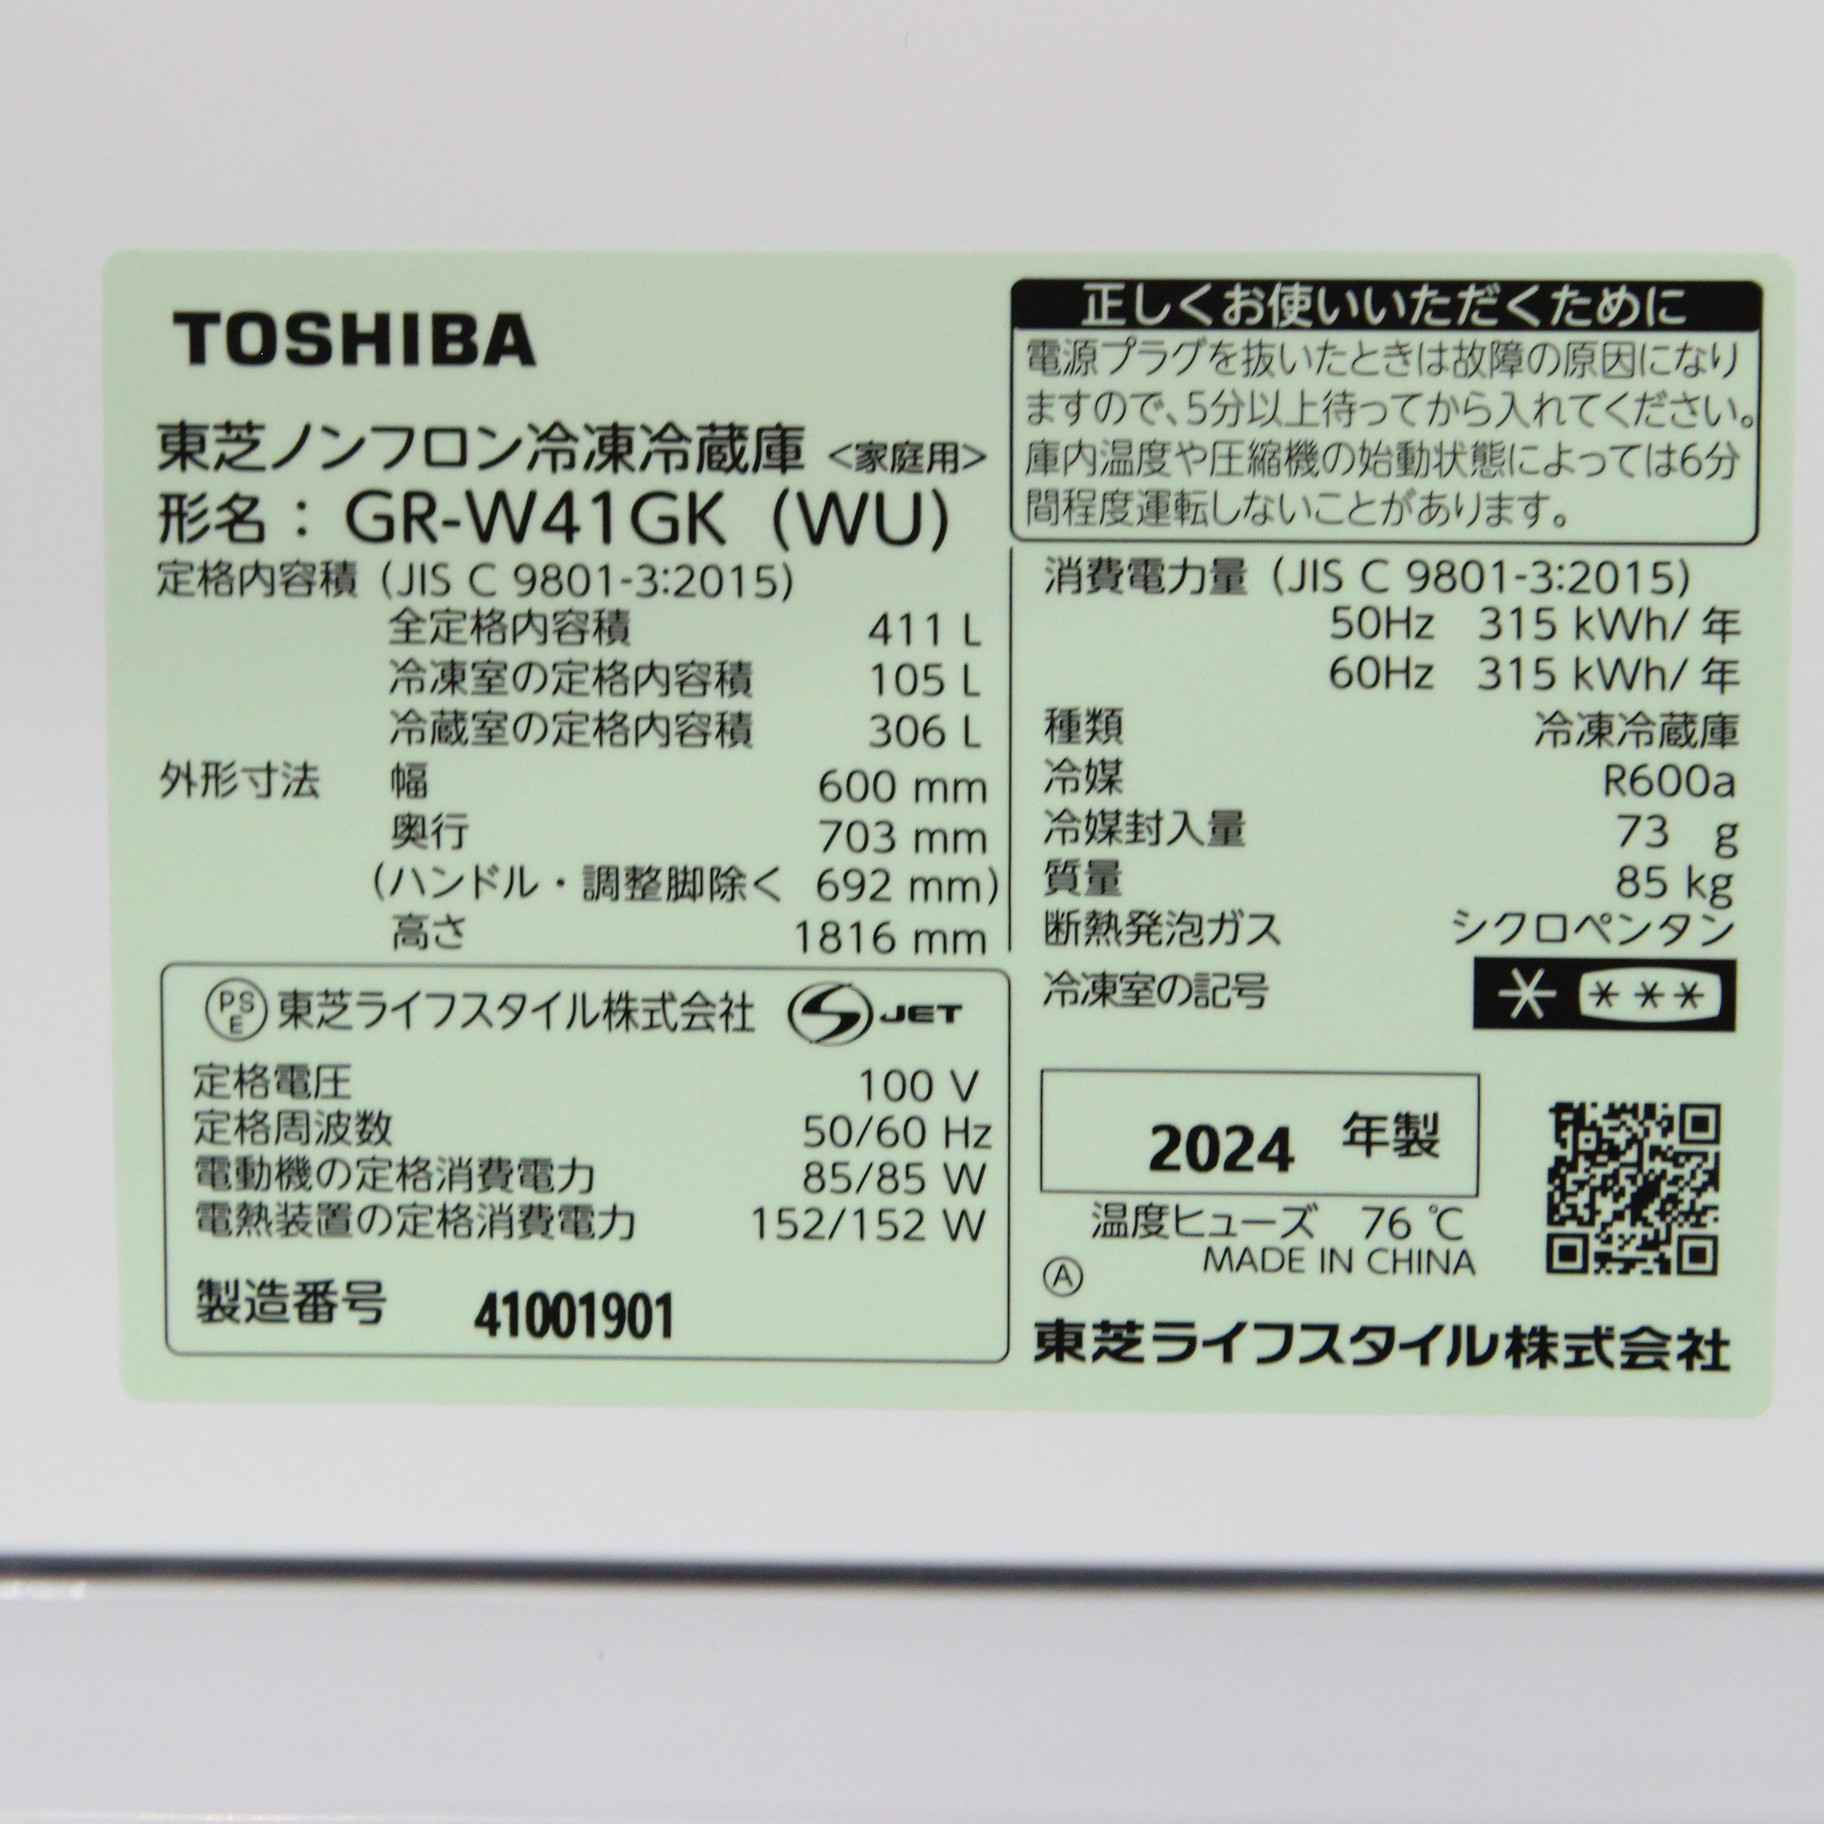 TOSHIBA
東芝ノンフロン冷凍冷蔵庫 <家庭用>
形名：GR-W41GK (WU)
定格内容積 (JIS C 9801-3:2015)
全定格内容積 411 L
冷凍室の定格内容積 105 L
冷蔵室の定格内容積 306 L
外形寸法 幅 600 mm
奥行 703 mm
(ハンドル・調整脚除く 692 mm)
高さ 1816 mm
PSE 東芝ライフスタイル株式会社 S JET
定格電圧 100 V
定格周波数 50/60 Hz
電動機の定格消費電力 85/85 W
電熱装置の定格消費電力 152/152 W
製造番号 41001901
正しくお使いいただくために
電源プラグを抜いたときは故障の原因になり
ますので、5分以上待ってから入れてください。
庫内温度や圧縮機の始動状態によっては6分
間程度運転しないことがあります。
消費電力量 (JIS C 9801-3:2015)
50Hz 315 kWh/年
60Hz 315 kWh/年
種類 冷凍冷蔵庫
冷媒 R600a
冷媒封入量 73 g
質量 85 kg
断熱発泡ガス シクロペンタン
冷凍室の記号 * ***
2024 年製
温度ヒューズ 76 ℃
MADE IN CHINA
Ⓐ
東芝ライフスタイル株式会社